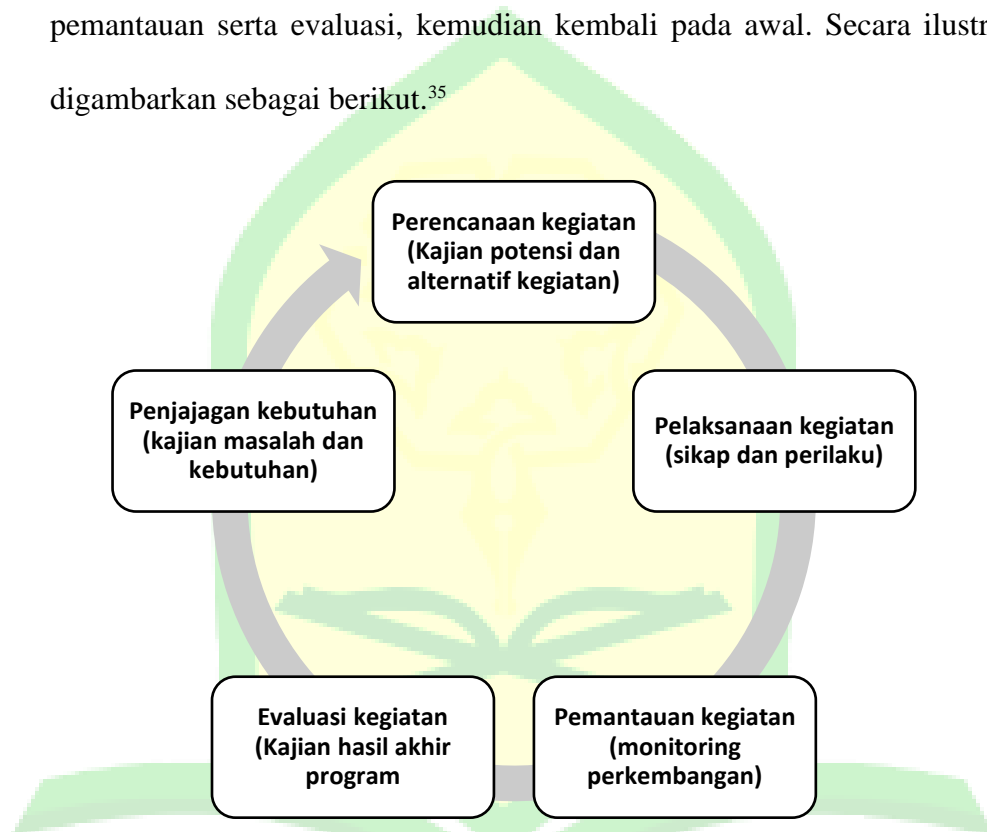 pemantauan serta evaluasi, kemudian kembali pada awal. Secara ilustr
digambarkan sebagai berikut.35
Perencanaan kegiatan
(Kajian potensi dan
alternatif kegiatan)
Penjajagan kebutuhan
(kajian masalah dan
kebutuhan)
Pelaksanaan kegiatan
(sikap dan perilaku)
Evaluasi kegiatan
(Kajian hasil akhir
program
Pemantauan kegiatan
(monitoring
perkembangan)